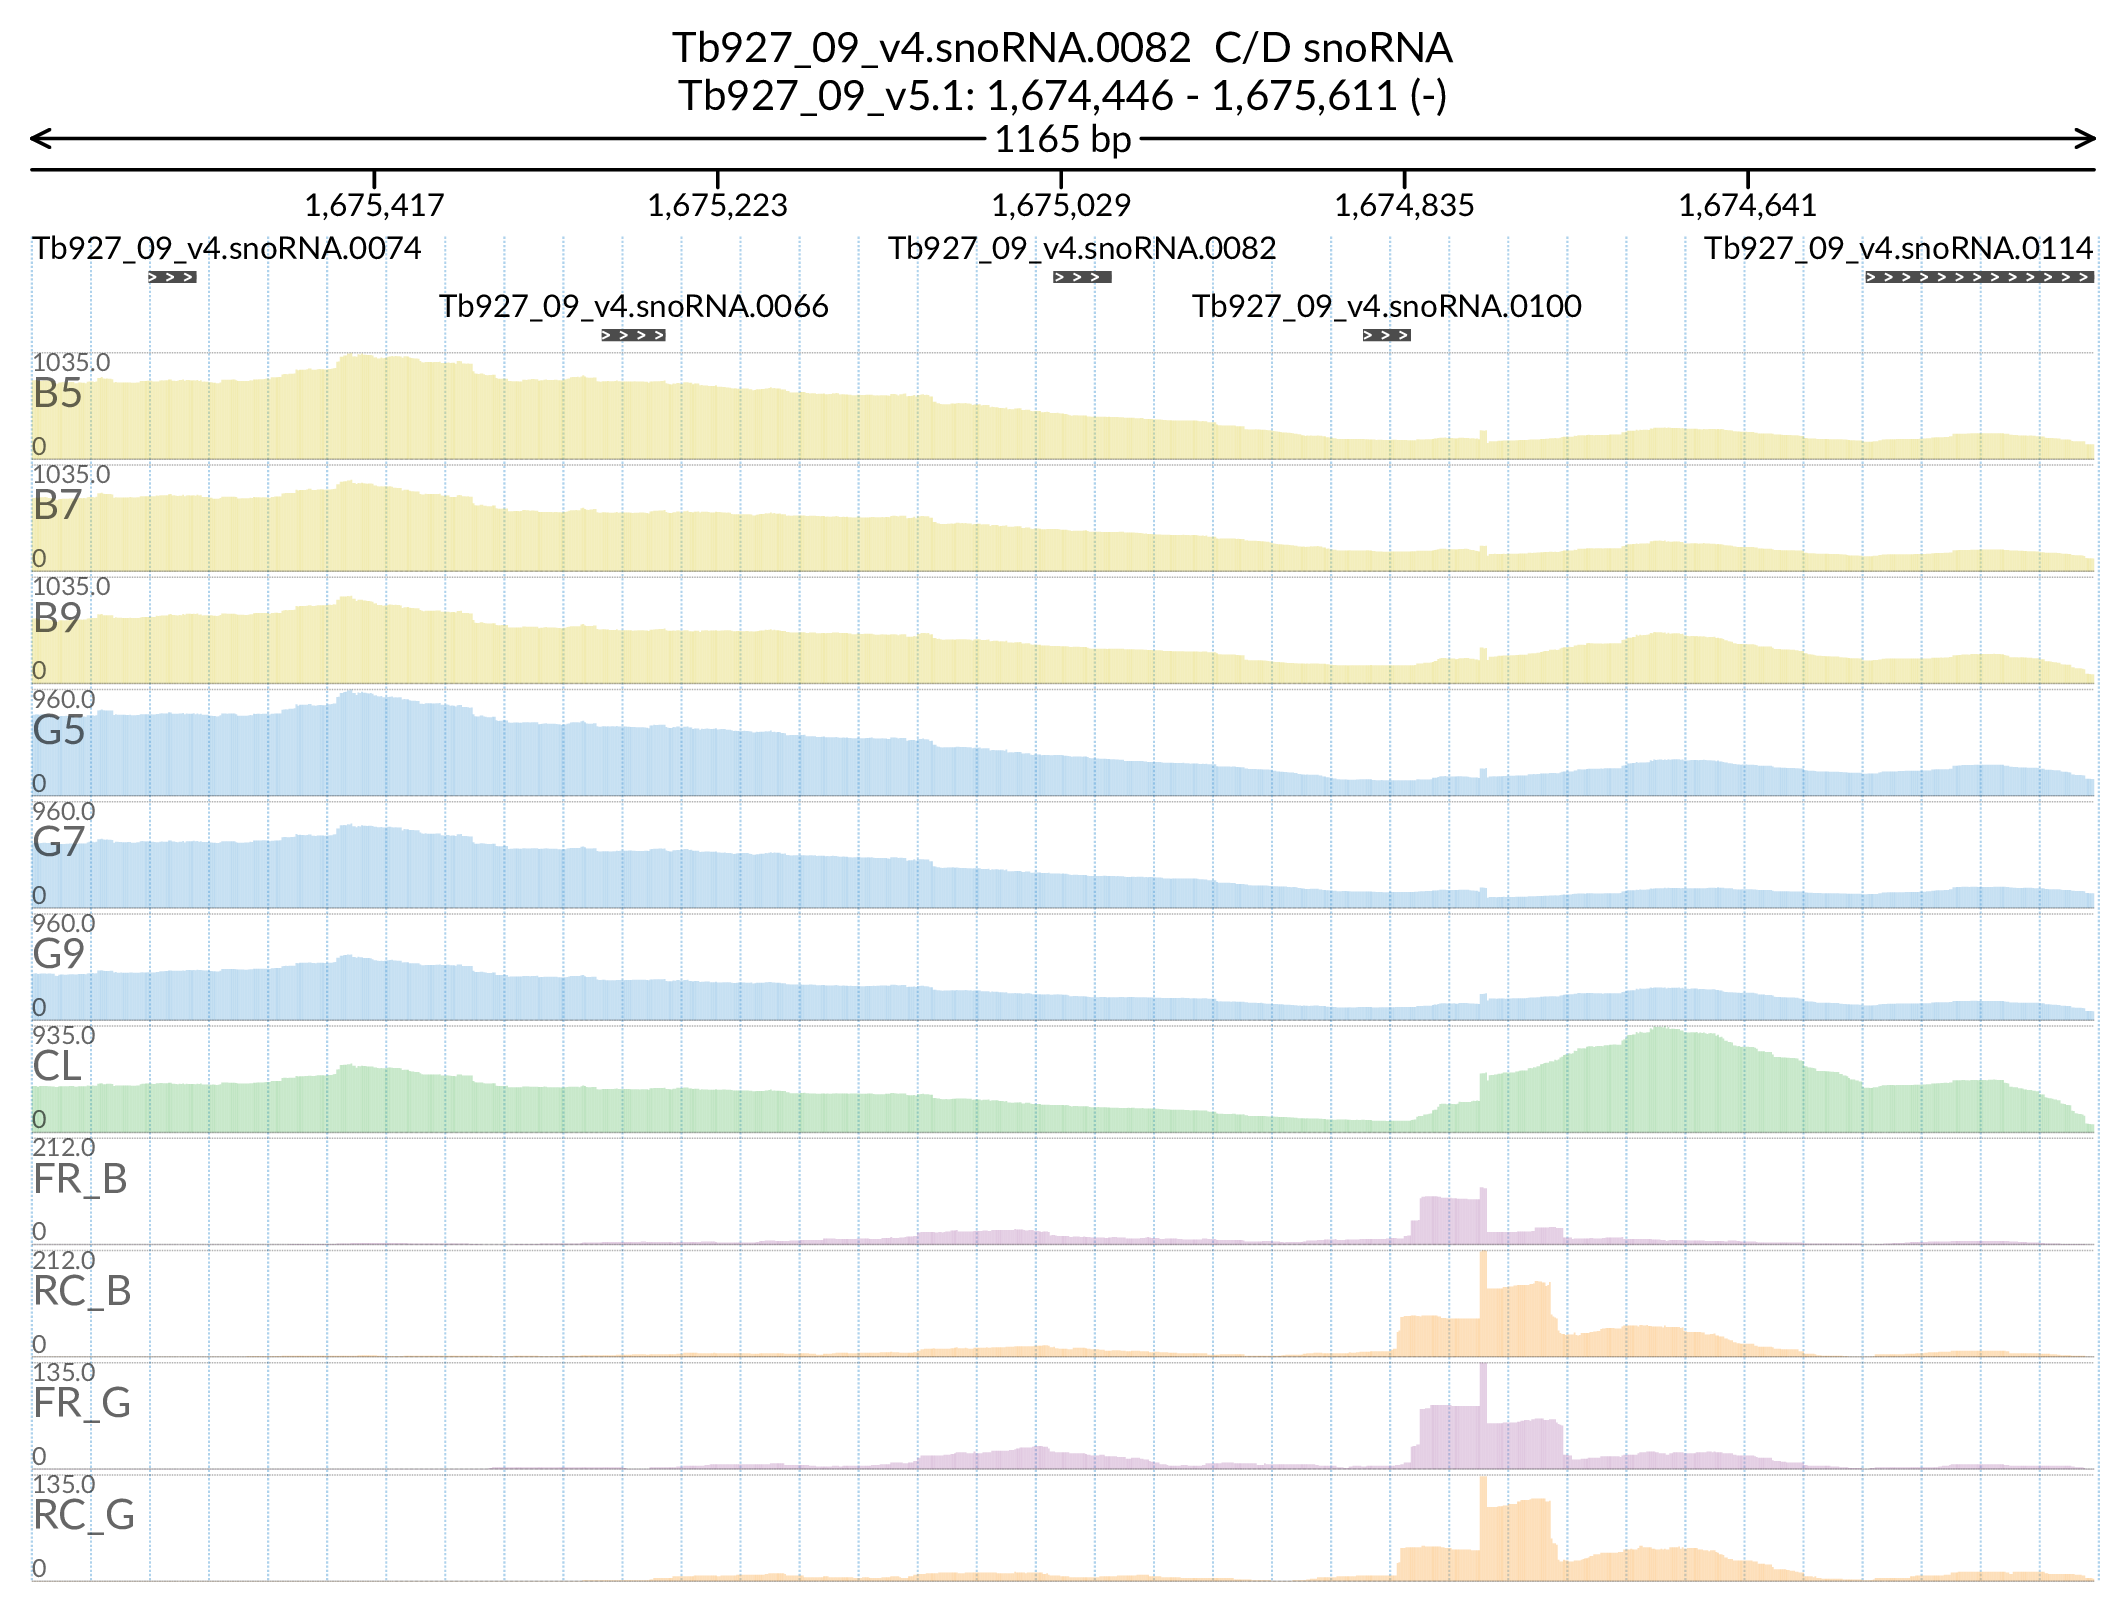 Tb927_09_v4.snoRNA.0082  C/D snoRNA
Tb927_09_v5.1: 1,674,446 - 1,675,611 (-)
1165 bp
1,675,417 1,675,223 1,675,029 1,674,835 1,674,641
Tb927_09_v4.snoRNA.0074 Tb927_09_v4.snoRNA.0082 Tb927_09_v4.snoRNA.0114
Tb927_09_v4.snoRNA.0066 Tb927_09_v4.snoRNA.0100
1035.0
B5
0
1035.0
B7
0
1035.0
B9
0
960.0
G5
0
960.0
G7
0
960.0
G9
0
935.0
CL
0
212.0
FR_B
0
212.0
RC_B
0
135.0
FR_G
0
135.0
RC_G
0